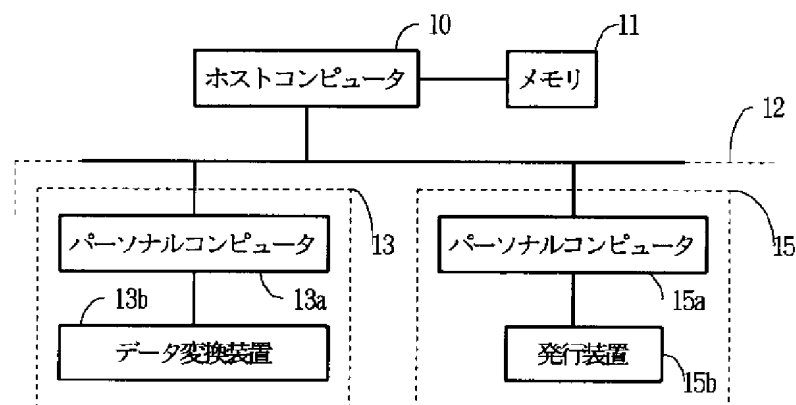 10
11
ホストコンピュータ
メモリ
12
13
15
パーソナルコンピュータ
パーソナルコンピュータ
13b
13a
15a
データ変換装置
発行装置
15b